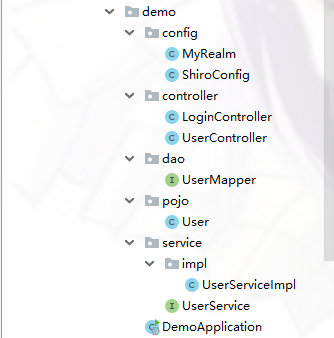 demo
config
MyRealm
ShiroConfig
controller
LoginController
UserController
dao
UserMapper
pojo
User
service
impl
UserServiceImpl
UserService
DemoApplication